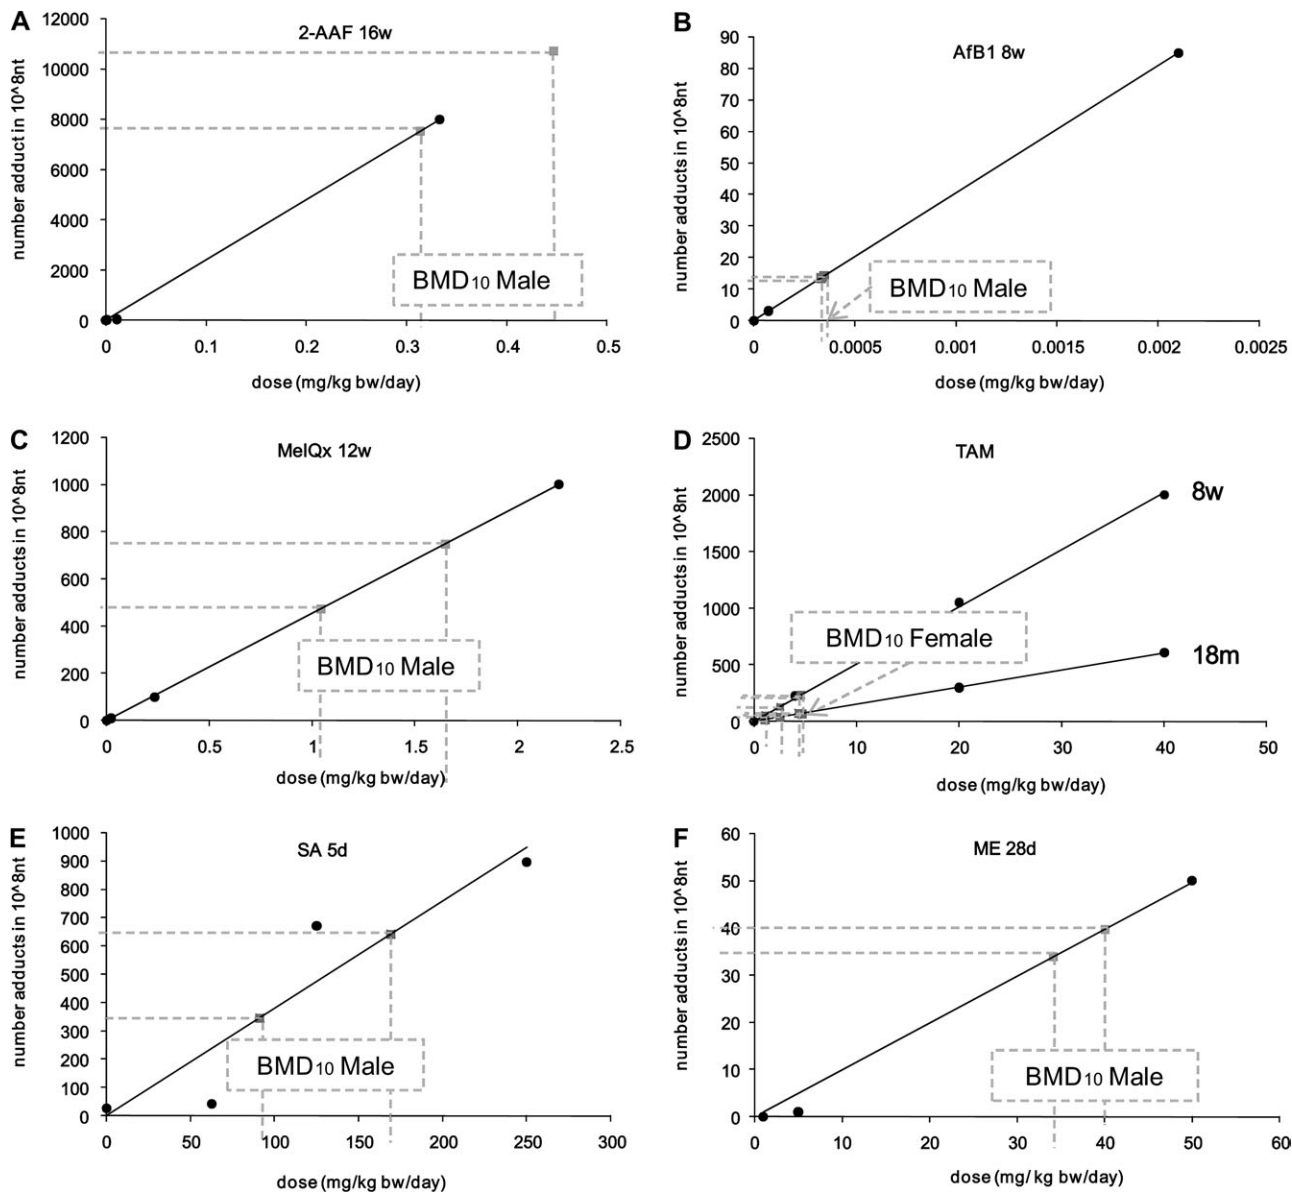 A
2-AAF 16w
number adduct in 10^8nt
12000
10000
8000
6000
4000
2000
0
BMD10 Male
0 0.1 0.2 0.3 0.4 0.5
dose (mg/kg bw/day)
B
AfB1 8w
number adducts in 10^8nt
90
80
70
60
50
40
30
20
10
0
BMD10 Male
0 0.0005 0.001 0.0015 0.002 0.0025
dose (mg/kg bw/day)
C
MeIQx 12w
number adducts in 10^8nt
1200
1000
800
600
400
200
0
BMD10 Male
0 0.5 1 1.5 2 2.5
dose (mg/kg bw/day)
D
TAM
number adducts in 10^8nt
2500
2000
1500
1000
500
0
8w
BMD10 Female
18m
0 10 20 30 40 50
dose (mg/kg bw/day)
E
SA 5d
number adducts in 10^8nt
1000
900
800
700
600
500
400
300
200
100
0
BMD10 Male
0 50 100 150 200 250 300
dose (mg/kg bw/day)
F
ME 28d
number adducts in 10^8nt
60
50
40
30
20
10
0
BMD10 Male
0 10 20 30 40 50 60
dose (mg/ kg bw/day)